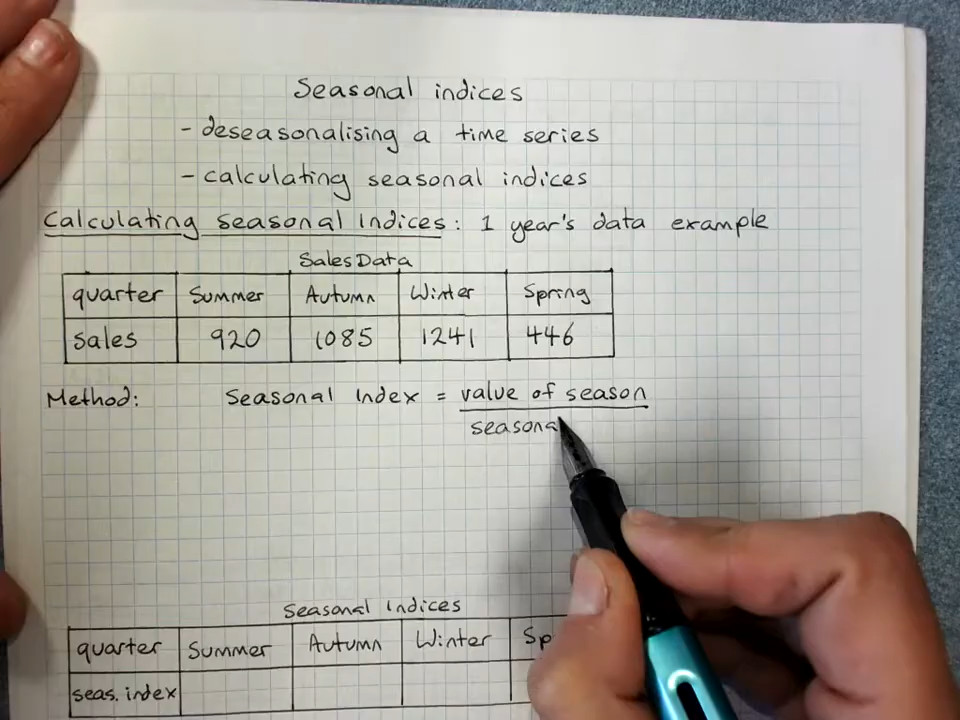 Seasonal indices
- deseasonalising a time series
- calculating seasonal indices
Calculating seasonal Indices: 1 year's data example
Sales Data
quarter Summer Autumn Winter Spring
sales 920 1085 1241 446
Method: Seasonal Index = value of season
seasona
Seasonal Indices
quarter Summer Autumn Winter Sp
seas. index